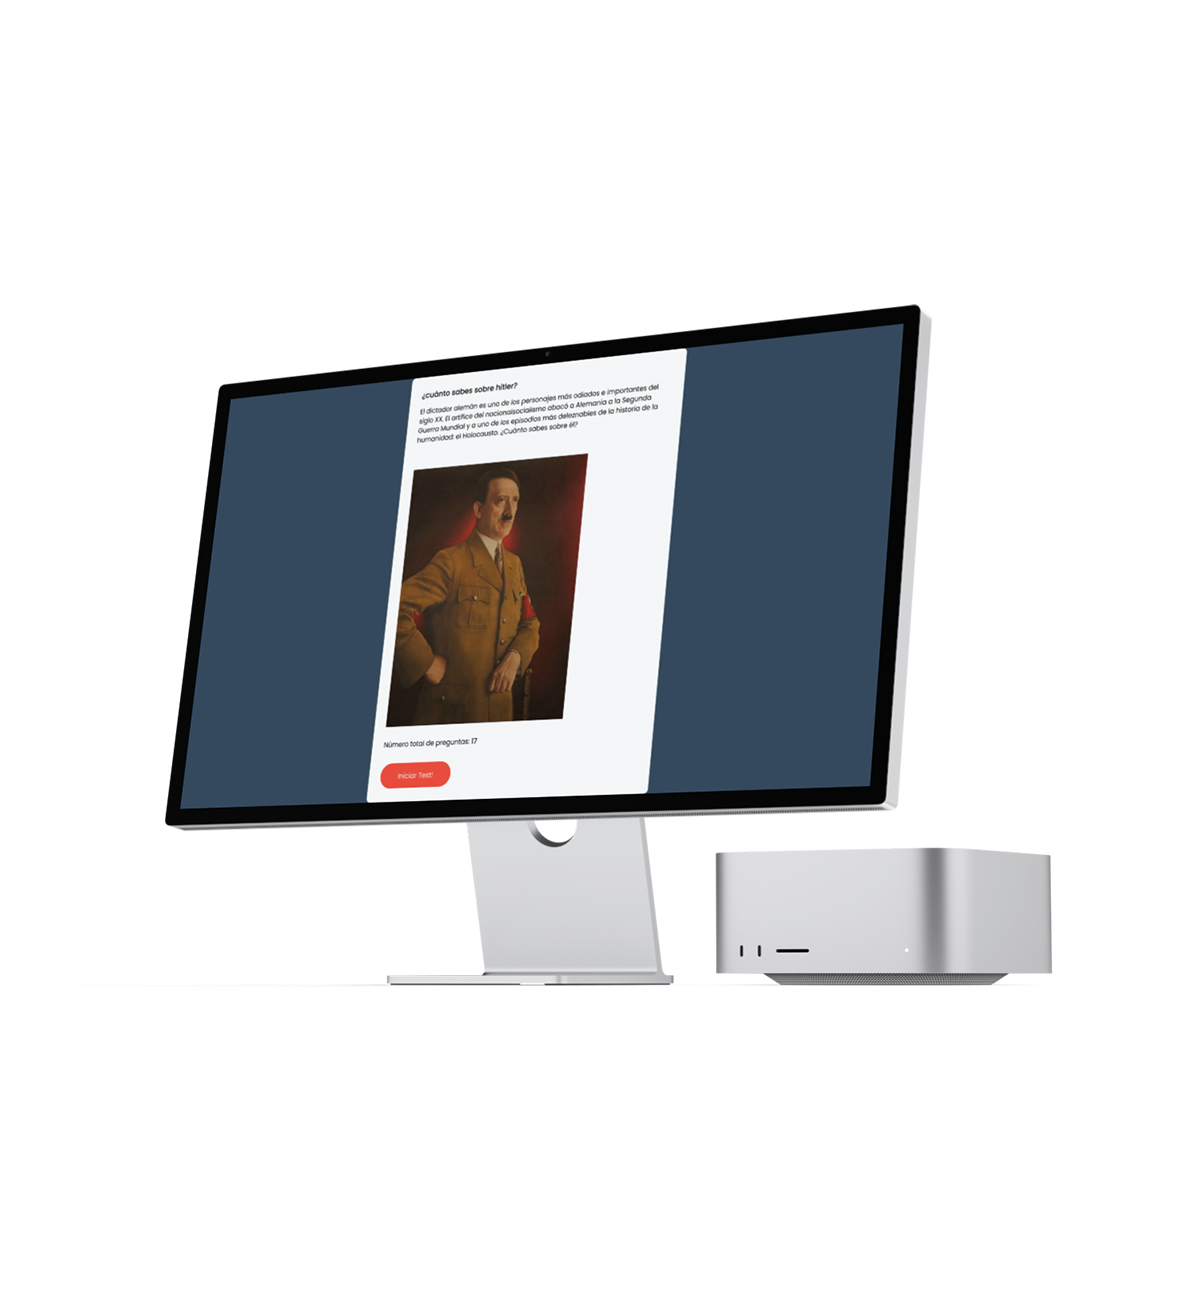 ¿cuánto sabes sobre hitler?
El dictador alemán es uno de los personajes más odiados e importantes del
siglo XX. El artífice del nacionalsocialismo abocó a Alemania a la Segunda
Guerra Mundial y a uno de los episodios más deleznables de la historia de la
humanidad: el Holocausto. ¿Cuánto sabes sobre él?
Número total de preguntas: 17
Iniciar Test!